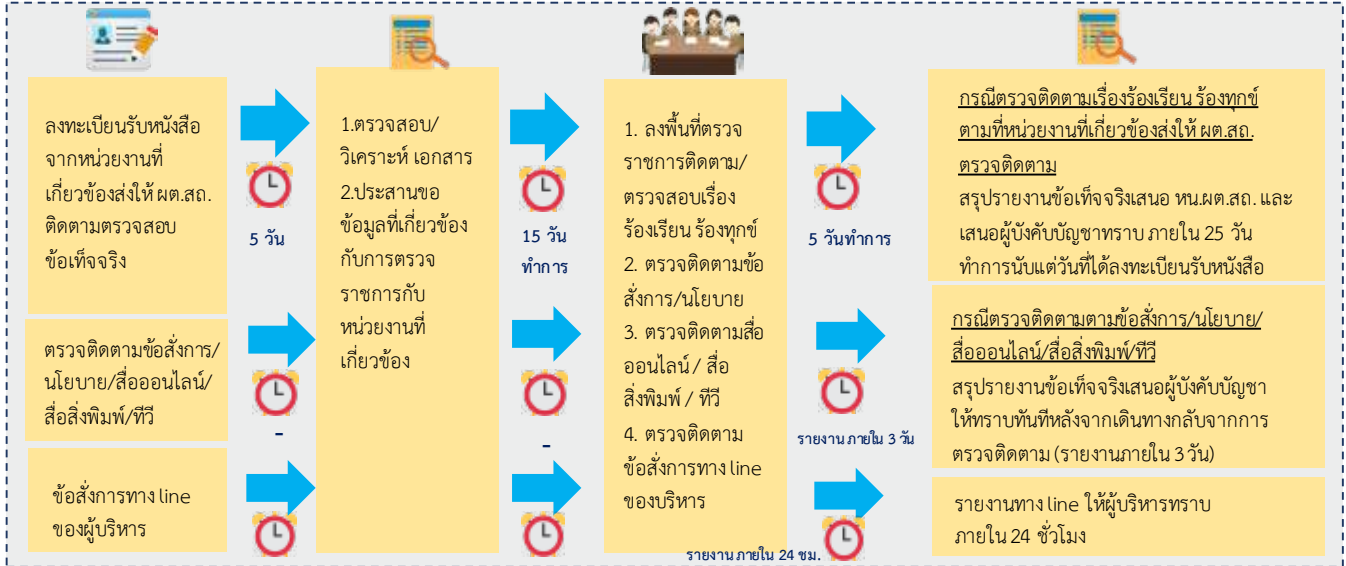 ลงทะเบียนรับหนังสือ
จากหน่วยงานที่
เกี่ยวข้องส่งให้ ผต.สถ.
ติดตามตรวจสอบ
ข้อเท็จจริง
5 วัน
ตรวจติดตามข้อสั่งการ/
นโยบาย/สื่อออนไลน์/
สื่อสิ่งพิมพ์/ทีวี
-
ข้อสั่งการทาง line
ของผู้บริหาร
1.ตรวจสอบ/
วิเคราะห์ เอกสาร
2.ประสานขอ
ข้อมูลที่เกี่ยวข้อง
กับการตรวจ
ราชการกับ
หน่วยงานที่
เกี่ยวข้อง
15 วัน
ทำการ
-
1. ลงพื้นที่ตรวจ
ราชการติดตาม/
ตรวจสอบเรื่อง
ร้องเรียน ร้องทุกข์
2. ตรวจติดตามข้อ
สั่งการ/นโยบาย
3. ตรวจติดตามสื่อ
ออนไลน์ / สื่อ
สิ่งพิมพ์ / ทีวี
4. ตรวจติดตาม
ข้อสั่งการทาง line
ของบริหาร
5 วันทำการ
รายงาน ภายใน 3 วัน
รายงาน ภายใน 24 ชม.
กรณีตรวจติดตามเรื่องร้องเรียน ร้องทุกข์
ตามที่หน่วยงานที่เกี่ยวข้องส่งให้ ผต.สถ.
ตรวจติดตาม
สรุปรายงานข้อเท็จจริงเสนอ หน.ผต.สถ. และ
เสนอผู้บังคับบัญชาทราบ ภายใน 25 วัน
ทำการนับแต่วันที่ได้ลงทะเบียนรับหนังสือ
กรณีตรวจติดตามตามข้อสั่งการ/นโยบาย/
สื่อออนไลน์/สื่อสิ่งพิมพ์/ทีวี
สรุปรายงานข้อเท็จจริงเสนอผู้บังคับบัญชา
ให้ทราบทันทีหลังจากเดินทางกลับจากการ
ตรวจติดตาม (รายงานภายใน 3 วัน)
รายงานทาง line ให้ผู้บริหารทราบ
ภายใน 24 ชั่วโมง